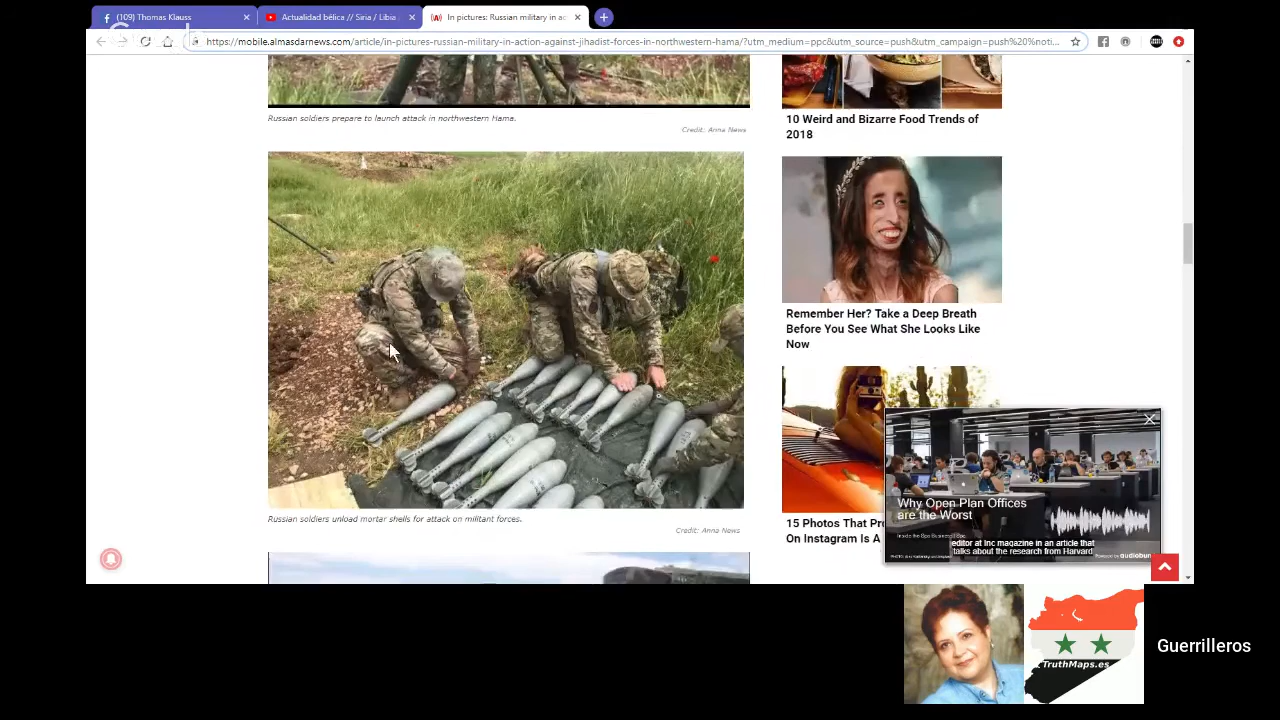 (109) Thomas Klauss
Actualidad bélica // Siria / Libia
In pictures: Russian military in ac
https://mobile.almasdarnews.com/article/in-pictures-russian-military-in-action-against-jihadist-forces-in-northwestern-hama/?utm_medium=ppc&utm_source=push&utm_campaign=push%20%noti...
Russian soldiers prepare to launch attack in northwestern Hama.
Credit: Anna News
10 Weird and Bizarre Food Trends of
2018
Remember Her? Take a Deep Breath
Before You See What She Looks Like
Now
Russian soldiers unload mortar shells for attack on militant forces.
Credit: Anna News
15 Photos That Pr
On Instagram Is A
Why Open Plan Offices
are the Worst
editor at Inc magazine in an article that
talks about the research from Harvard
TruthMaps.es
Guerrilleros